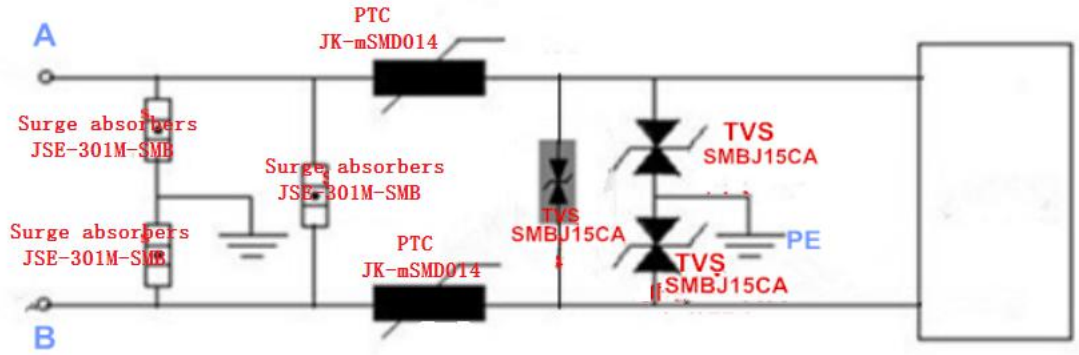 A
PTC
JK-mSMD014
Surge absorbers
JSE-301M-SMB
Surge absorbers
JSE-301M-SMB
TVS
SMBJ15CA
Surge absorbers
JSE-301M-SMB
TVS
SMBJ15CA
PE
PTC
JK-mSMD014
TVS
SMBJ15CA
B